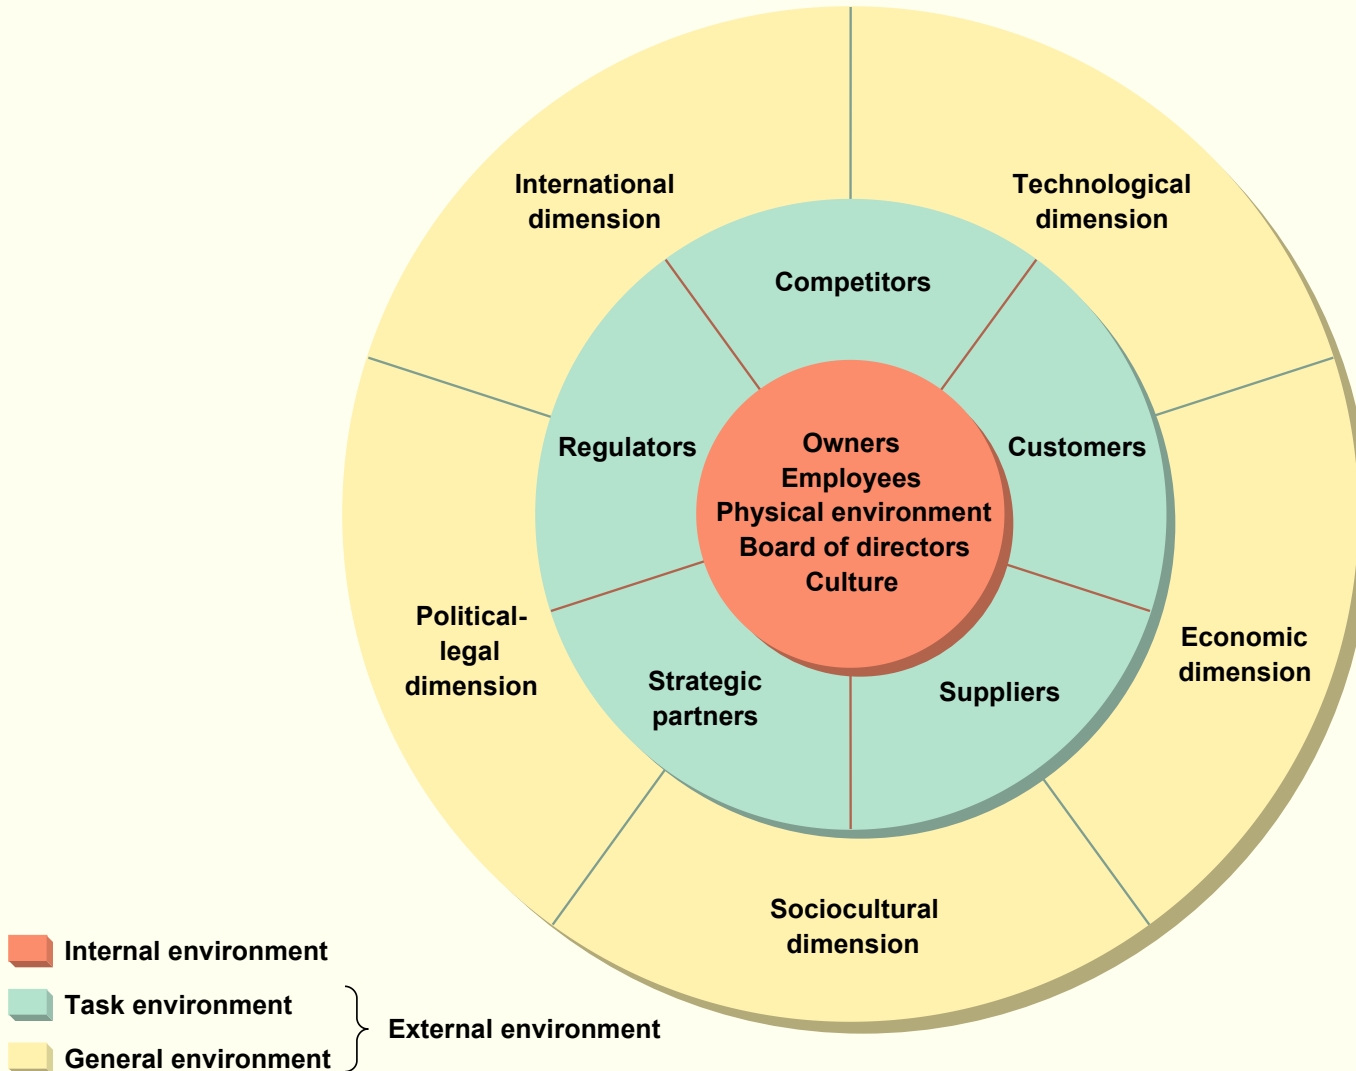 International
dimension
Technological
dimension
Competitors
Regulators
Owners
Employees
Physical environment
Board of directors
Culture
Customers
Political-
legal
dimension
Strategic
partners
Suppliers
Economic
dimension
Sociocultural
dimension
Internal environment
Task environment
General environment
External environment